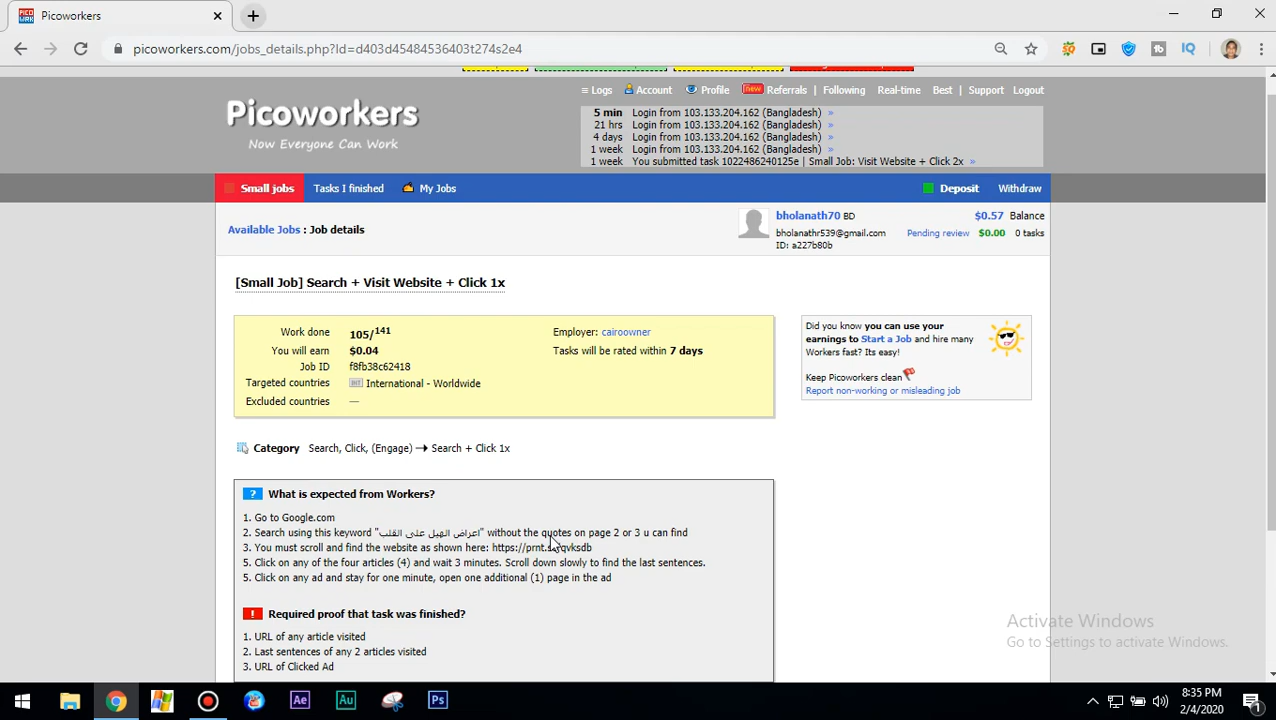 Picoworkers
picoworkers.com/jobs_details.php?Id=d403d45484536403t274s2e4
Logs Account Profile new Referrals Following Real-time Best Support Logout
Picoworkers
Now Everyone Can Work
5 min Login from 103.133.204.162 (Bangladesh) »
21 hrs Login from 103.133.204.162 (Bangladesh) »
4 days Login from 103.133.204.162 (Bangladesh) »
1 week Login from 103.133.204.162 (Bangladesh) »
1 week You submitted task 1022486240125e | Small Job: Visit Website + Click 2x »
Small jobs Tasks I finished My Jobs Deposit Withdraw
Available Jobs : Job details
bholanath70 BD $0.57 Balance
bholanathr539@gmail.com Pending review $0.00 0 tasks
ID: a227b80b
[Small Job] Search + Visit Website + Click 1x
Work done 105/141
You will earn $0.04
Job ID f8fb38c62418
Targeted countries INT International - Worldwide
Excluded countries —
Employer: cairoowner
Tasks will be rated within 7 days
Did you know you can use your
earnings to Start a Job and hire many
Workers fast? Its easy!
Keep Picoworkers clean
Report non-working or misleading job
Category Search, Click, (Engage) → Search + Click 1x
? What is expected from Workers?
1. Go to Google.com
2. Search using this keyword "اعراض الهيل على القلب" without the quotes on page 2 or 3 u can find
3. You must scroll and find the website as shown here:
5. Click on any of the four articles (4) and wait 3 minutes. Scroll down slowly to find the last sentences.
5. Click on any ad and stay for one minute, open one additional (1) page in the ad
! Required proof that task was finished?
1. URL of any article visited
2. Last sentences of any 2 articles visited
3. URL of Clicked Ad
Activate Windows
Go to Settings to activate Windows.
Ae Au Ps
8:35 PM
2/4/2020